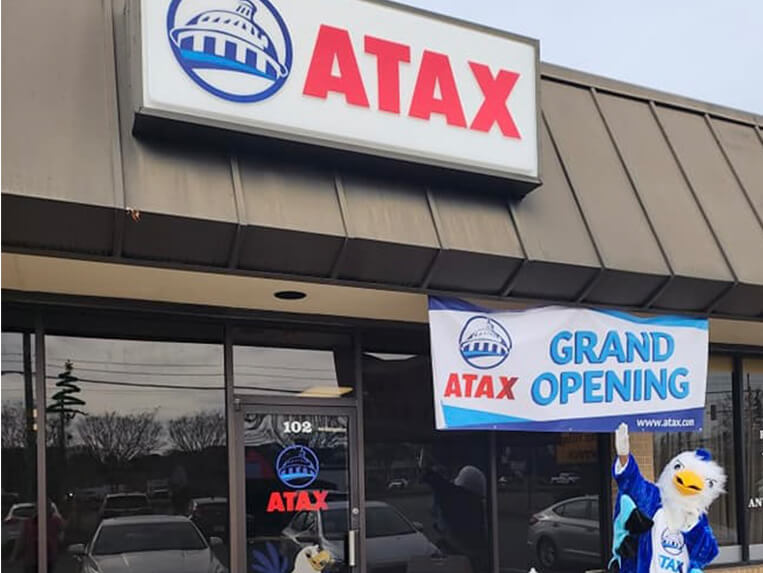 ATAX
GRAND
OPENING
ATAX
www.atax.com
102
ATAX
TAX